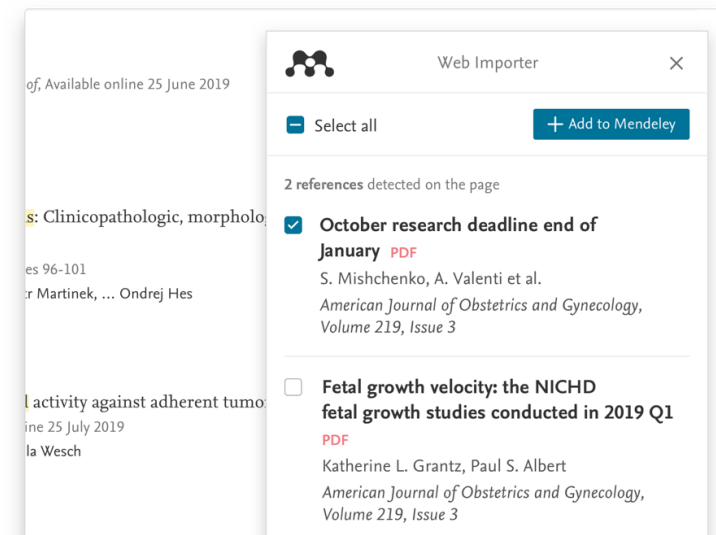 of, Available online 25 June 2019
s: Clinicopathologic, morpholo
es 96-101
r Martinek, ... Ondrej Hes
activity against adherent tumo
ine 25 July 2019
la Wesch
Web Importer
Select all
+ Add to Mendeley
2 references detected on the page
October research deadline end of
January PDF
S. Mishchenko, A. Valenti et al.
American Journal of Obstetrics and Gynecology,
Volume 219, Issue 3
Fetal growth velocity: the NICHD
fetal growth studies conducted in 2019 Q1
PDF
Katherine L. Grantz, Paul S. Albert
American Journal of Obstetrics and Gynecology,
Volume 219, Issue 3